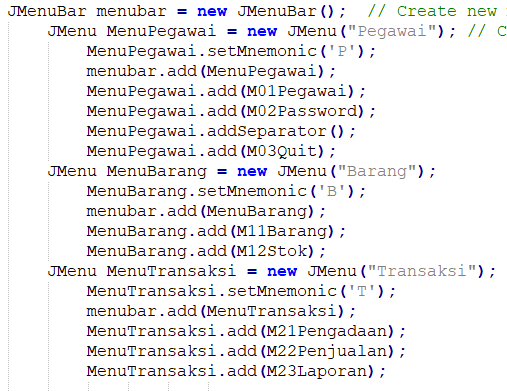 JMenuBar menubar = new JMenuBar(); // Create new
JMenu MenuPegawai = new JMenu("Pegawai"); //
MenuPegawai.setMnemonic('P');
menubar.add(MenuPegawai);
MenuPegawai.add(M01Pegawai);
MenuPegawai.add(M02Password);
MenuPegawai.addSeparator();
MenuPegawai.add(M03Quit);
JMenu MenuBarang = new JMenu("Barang");
MenuBarang.setMnemonic('B');
menubar.add(MenuBarang);
MenuBarang.add(M11Barang);
MenuBarang.add(M12Stok);
JMenu MenuTransaksi = new JMenu("Transaksi");
MenuTransaksi.setMnemonic('T');
menubar.add(MenuTransaksi);
MenuTransaksi.add(M21Pengadaan);
MenuTransaksi.add(M22Penjualan);
MenuTransaksi.add(M23Laporan);